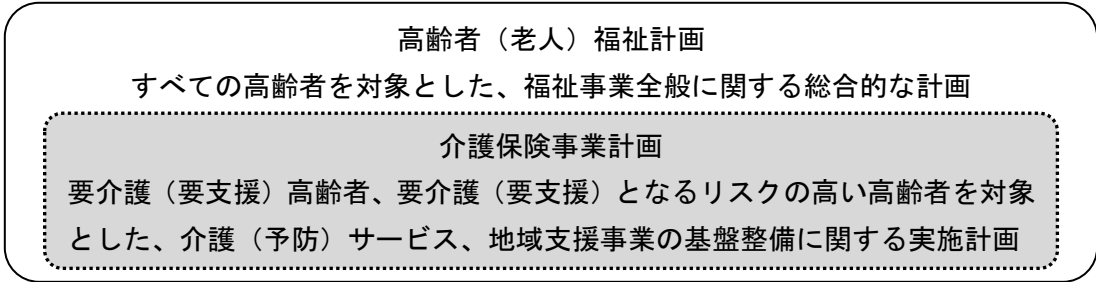 高齢者（老人）福祉計画
すべての高齢者を対象とした、福祉事業全般に関する総合的な計画
介護保険事業計画
要介護（要支援）高齢者、要介護（要支援）となるリスクの高い高齢者を対象
とした、介護（予防）サービス、地域支援事業の基盤整備に関する実施計画